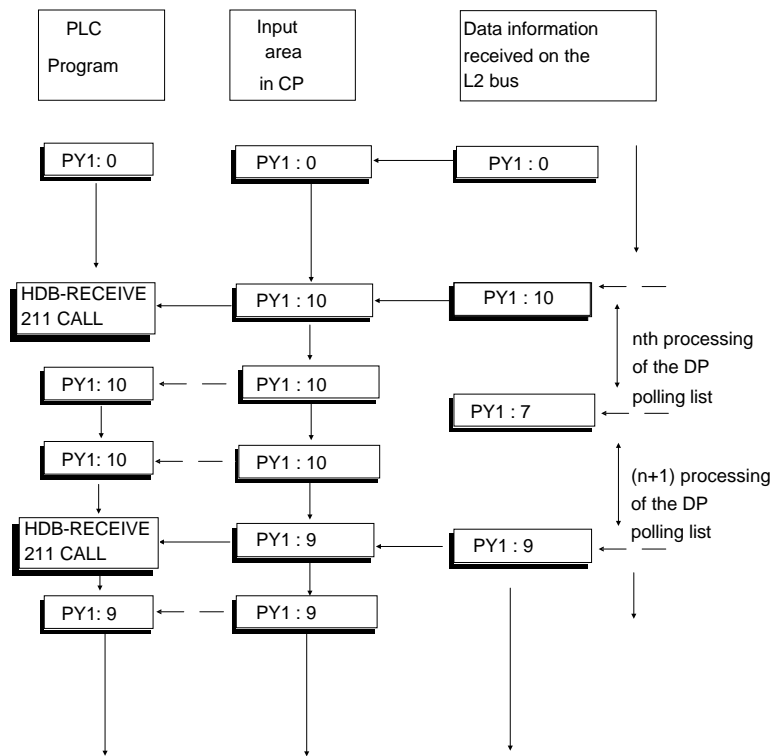 PLC
Program
Input
area
in CP
Data information
received on the
L2 bus
PY1: 0
PY1 : 0
PY1 : 0
HDB-RECEIVE
211 CALL
PY1 : 10
PY1 : 10
nth processing
of the DP
polling list
PY1: 10
PY1 : 10
PY1 : 7
PY1: 10
PY1 : 10
(n+1) processing
of the DP
polling list
HDB-RECEIVE
211 CALL
PY1 : 9
PY1 : 9
PY1: 9
PY1 : 9